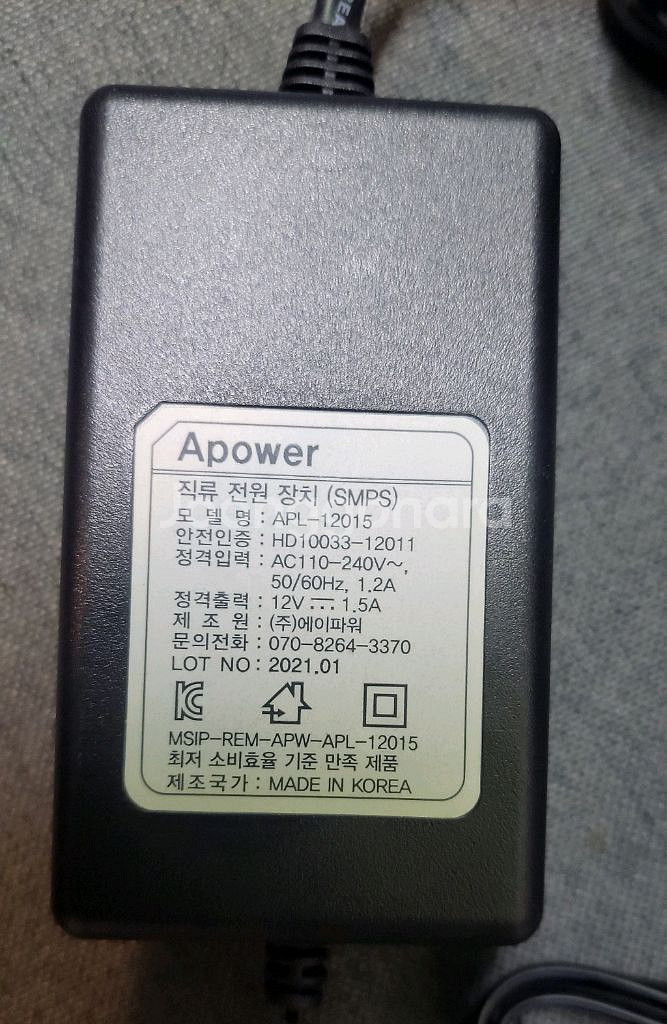 Apower
직류 전원 장치 (SMPS)
모 델 명 : APL-12015
안전인증 : HD10033-12011
정격입력 : AC110-240V~,
50/60Hz, 1.2A
정격출력 : 12V ⎓ 1.5A
제 조 원 : (주)에이파워
문의전화 : 070-8264-3370
LOT NO : 2021.01
MSIP-REM-APW-APL-12015
최저 소비효율 기준 만족 제품
제조국가 : MADE IN KOREA